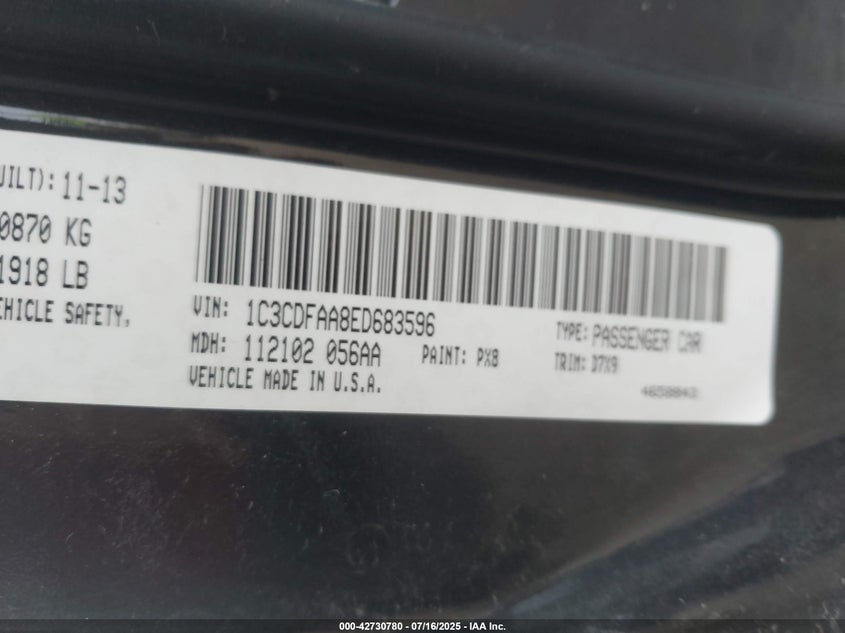 UILT): 11-13
0870 KG
1918 LB
EHICLE SAFETY,
VIN: 1C3CDFAA8ED683596
MDH: 112102 056AA
PAINT: PX8
VEHICLE MADE IN U.S.A.
TYPE: PASSENGER CAR
TRIM: D7X9
4658843
000-42730780 - 07/16/2025 - IAA Inc.